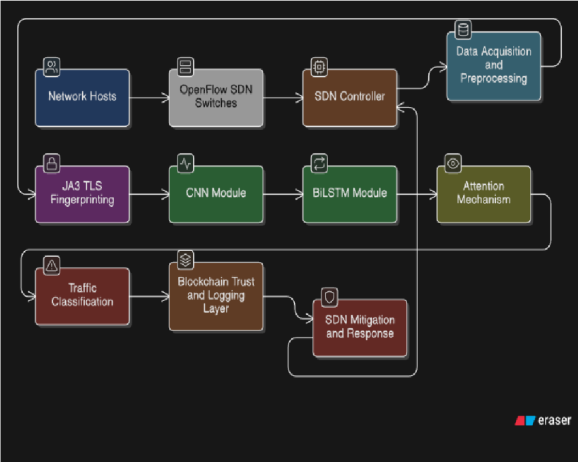 Data Acquisition
and
Preprocessing
Network Hosts
OpenFlow SDN
Switches
SDN Controller
JA3 TLS
Fingerprinting
CNN Module
BiLSTM Module
Attention
Mechanism
Traffic
Classification
Blockchain Trust
and Logging
Layer
SDN Mitigation
and Response
eraser